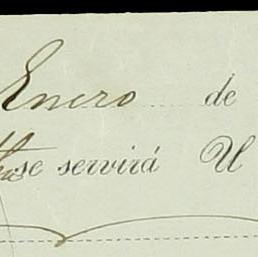 Enero de
se servirá U